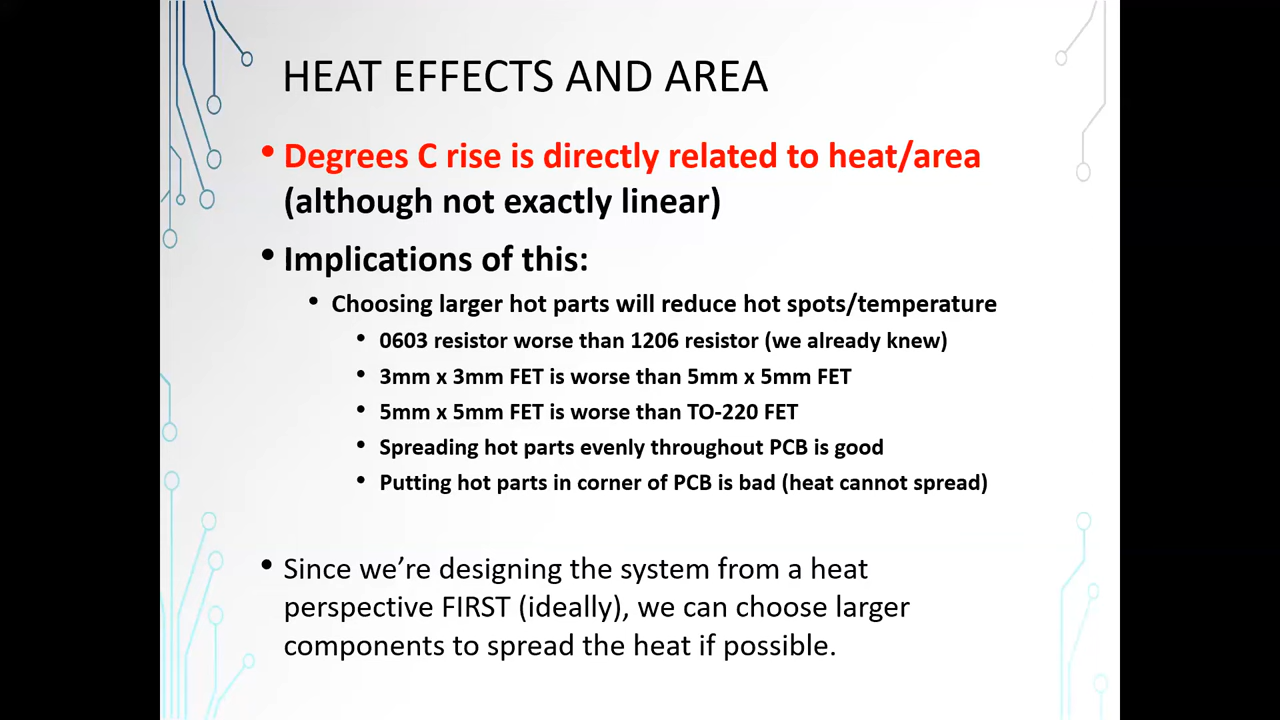 HEAT EFFECTS AND AREA
• Degrees C rise is directly related to heat/area
(although not exactly linear)
• Implications of this:
• Choosing larger hot parts will reduce hot spots/temperature
• 0603 resistor worse than 1206 resistor (we already knew)
• 3mm x 3mm FET is worse than 5mm x 5mm FET
• 5mm x 5mm FET is worse than TO-220 FET
• Spreading hot parts evenly throughout PCB is good
• Putting hot parts in corner of PCB is bad (heat cannot spread)
• Since we’re designing the system from a heat
perspective FIRST (ideally), we can choose larger
components to spread the heat if possible.